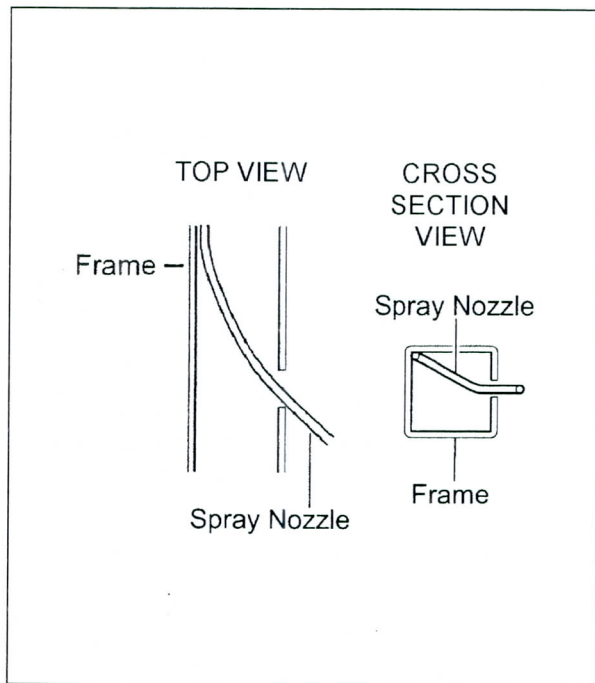 TOP VIEW
CROSS
SECTION
VIEW
Frame
Spray Nozzle
Spray Nozzle
Frame